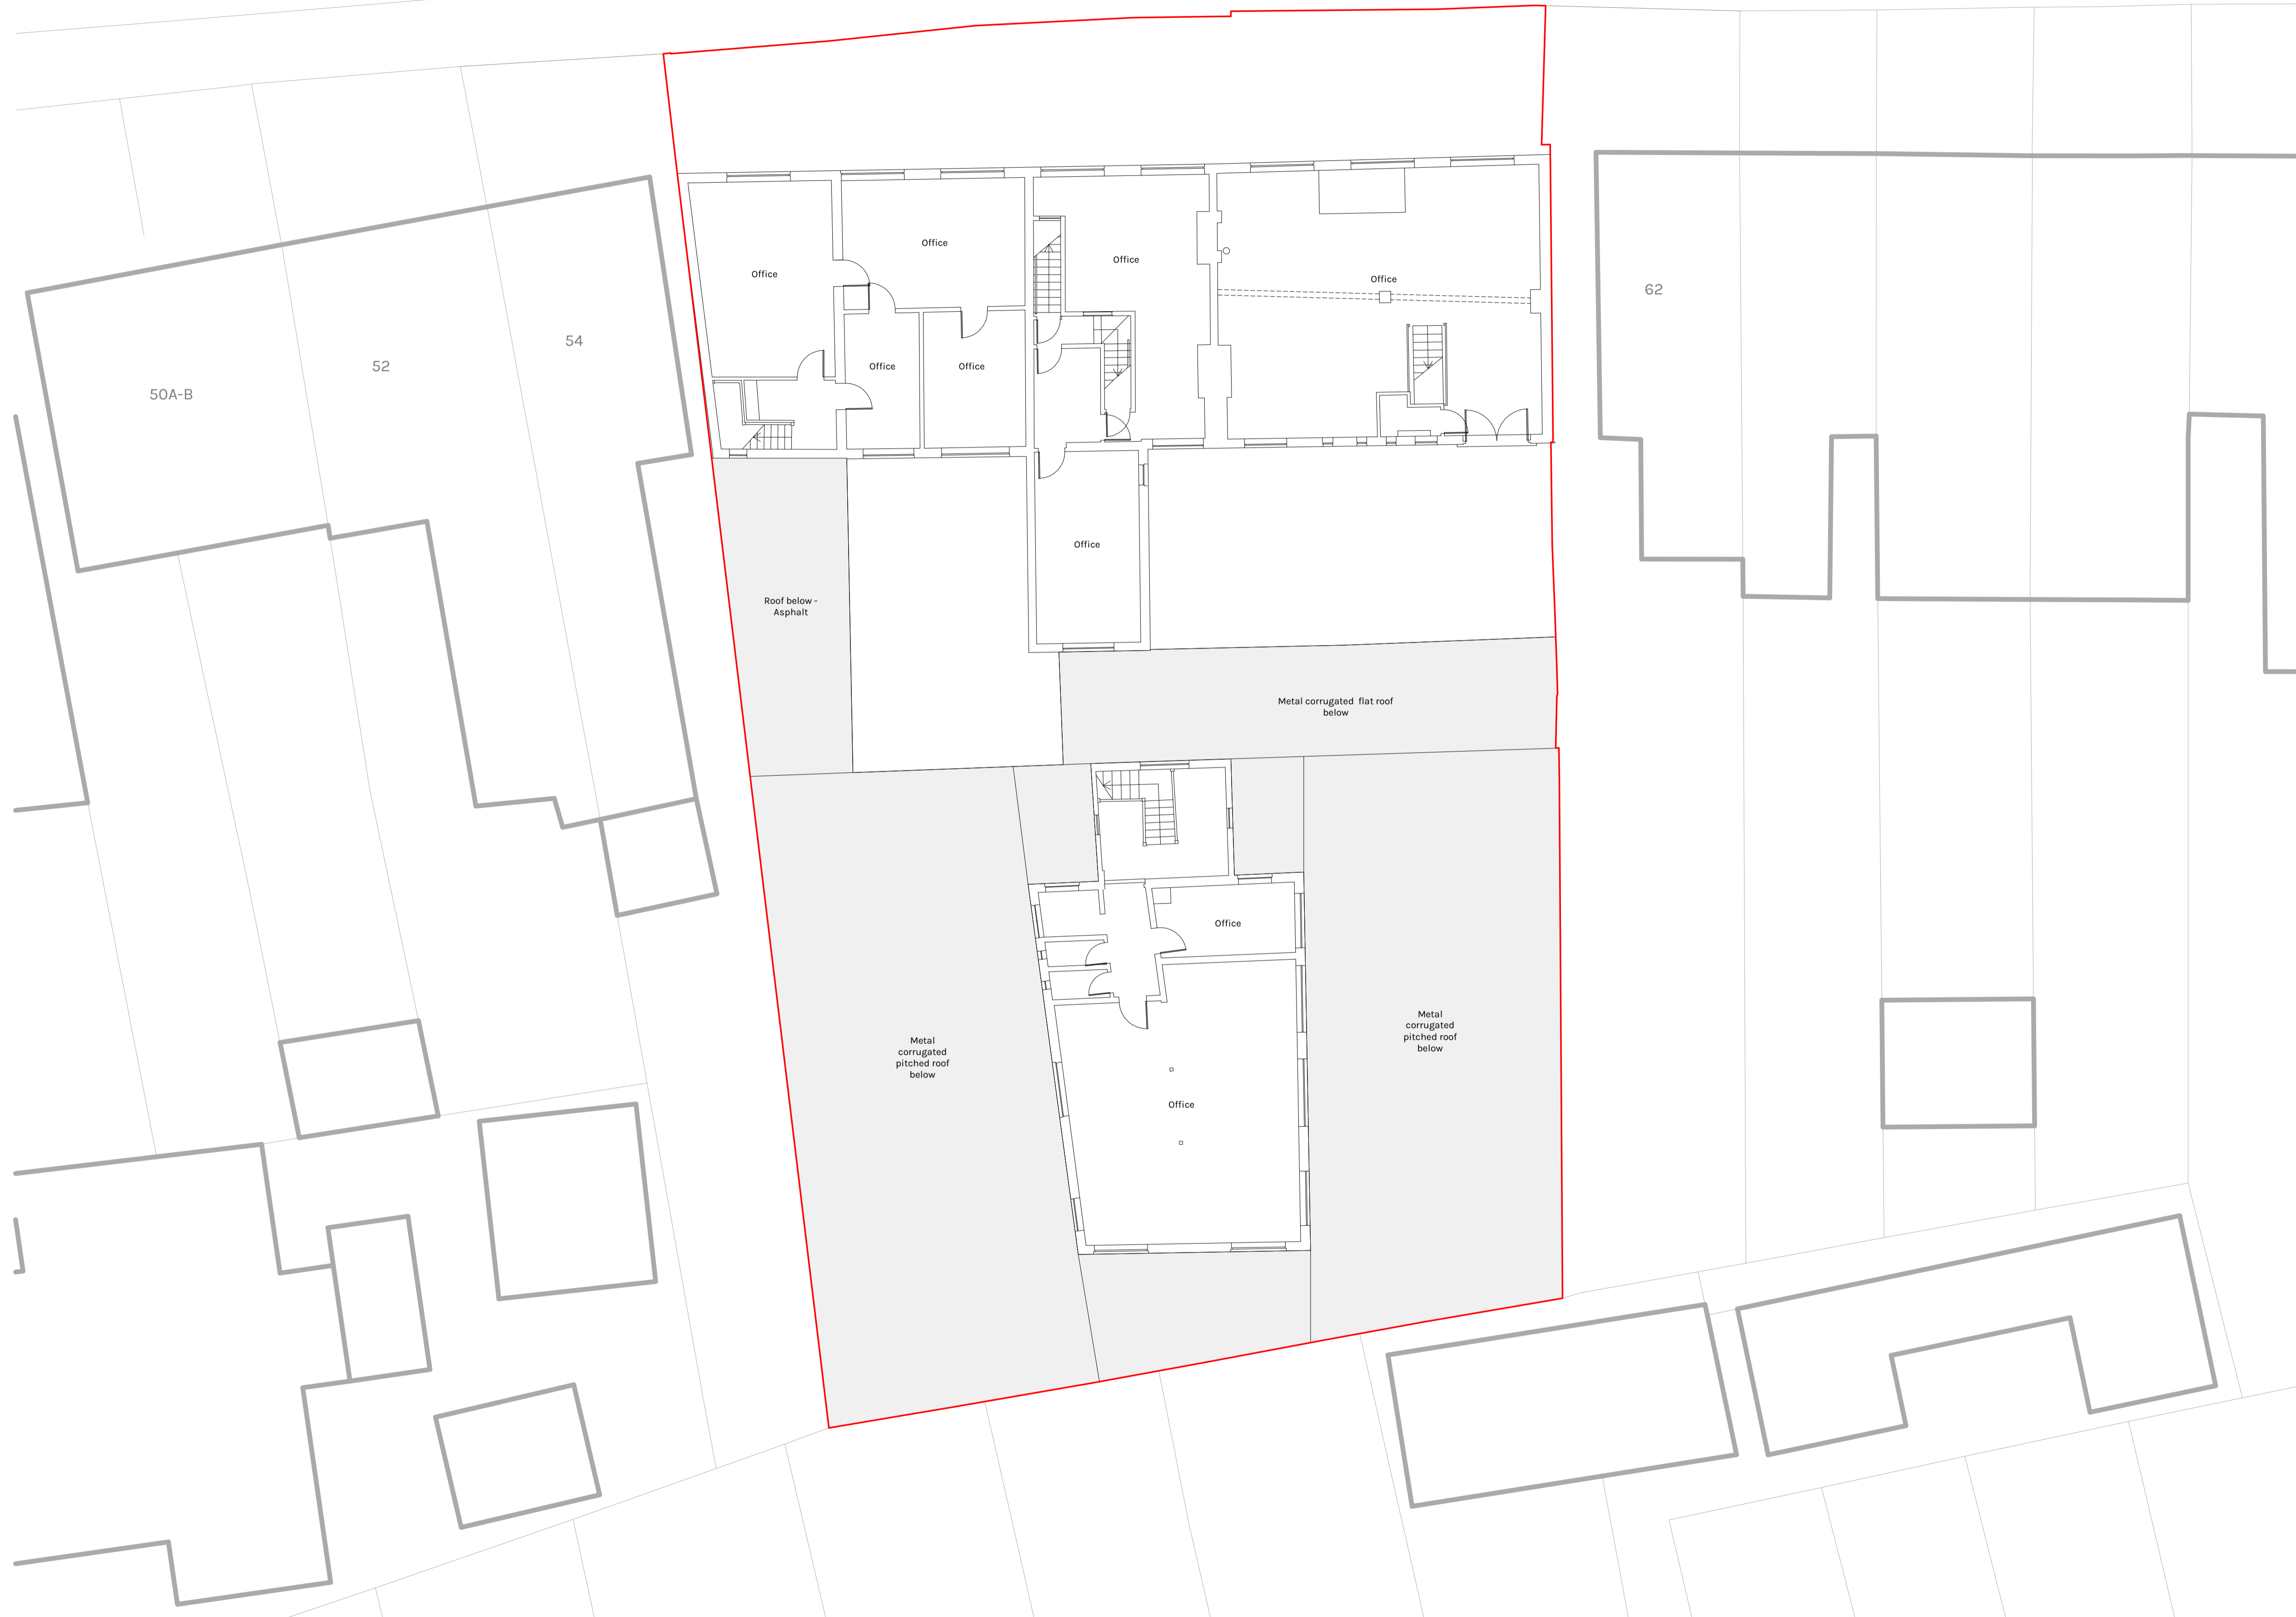 Office
Office
Office
Office
62
54
52
Office
Office
50A-B
Office
Roof below -
Asphalt
Metal corrugated  flat roof
below
Office
Metal
corrugated
pitched roof
below
Metal
corrugated
pitched roof
below
Office